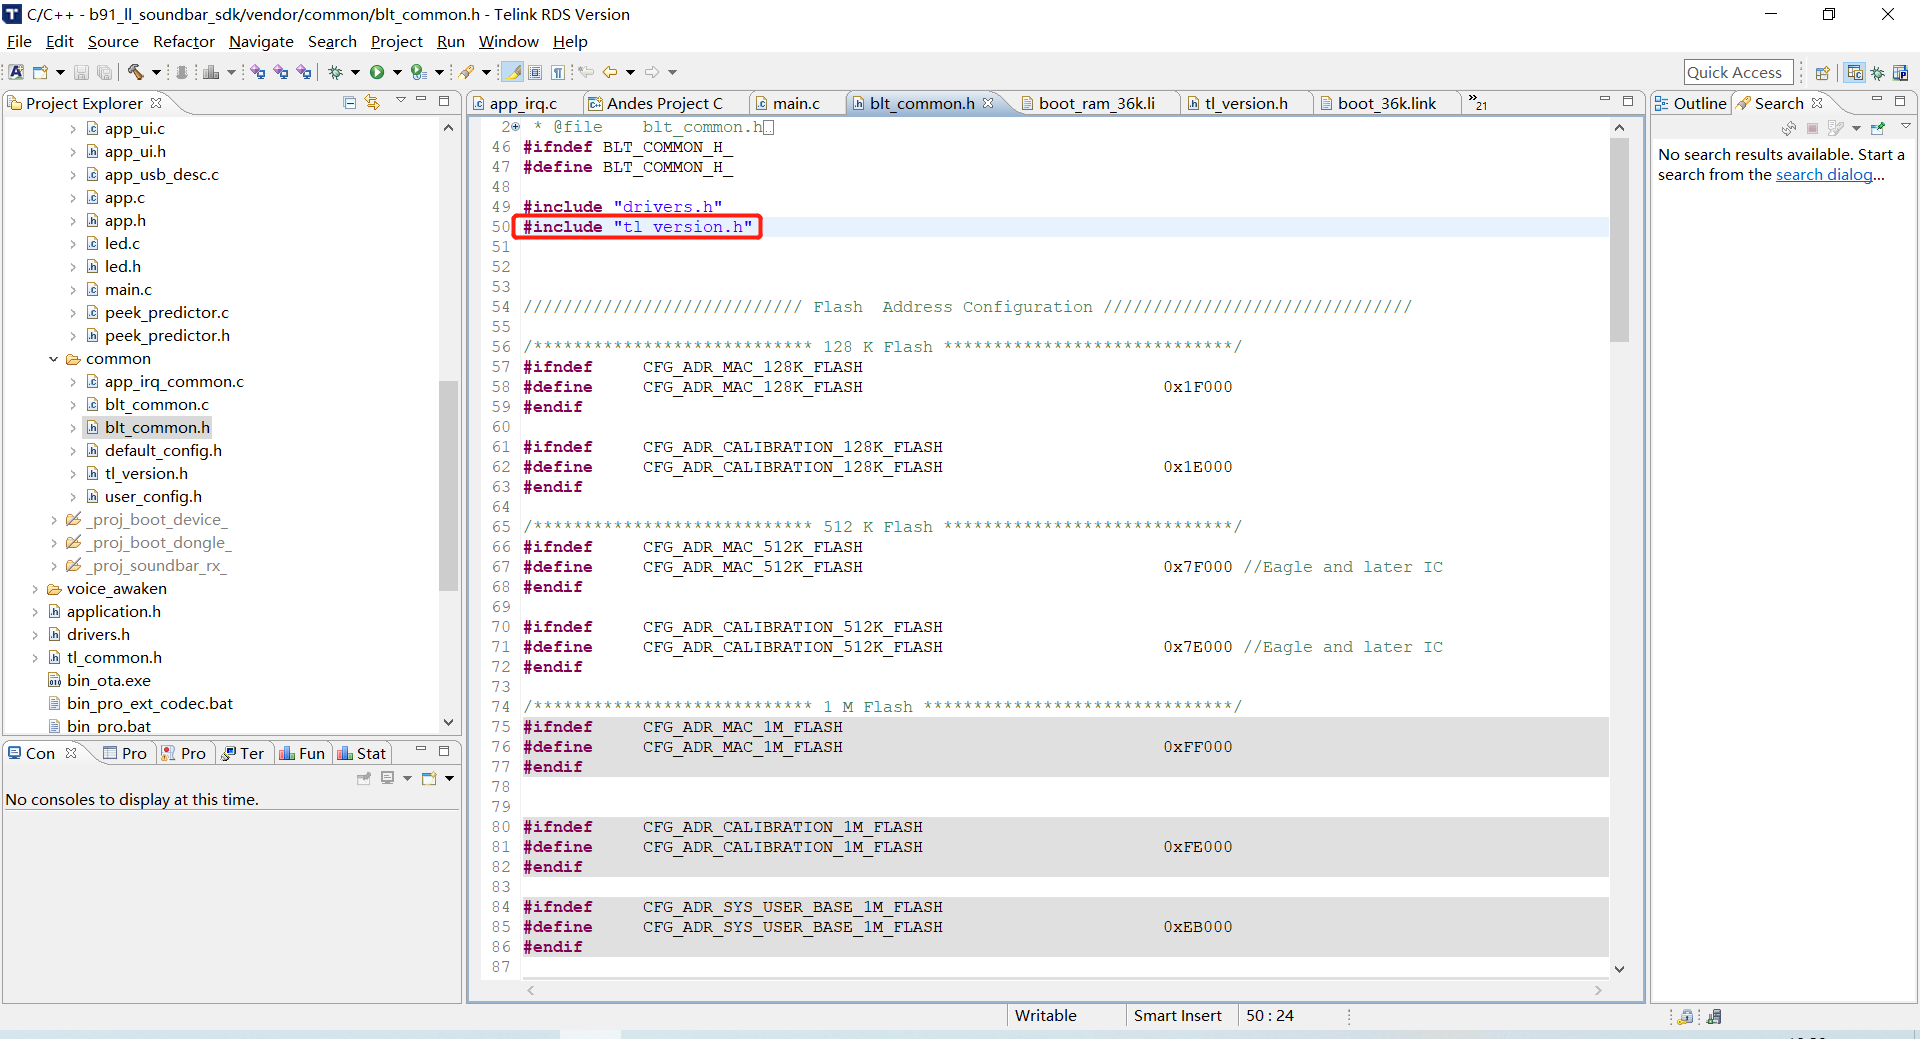 C/C++ - b91_ll_soundbar_sdk/vendor/common/blt_common.h - Telink RDS Version
File Edit Source Refactor Navigate Search Project Run Window Help
Quick Access
Project Explorer
app_ui.c
app_ui.h
app_usb_desc.c
app.c
app.h
led.c
led.h
main.c
peek_predictor.c
peek_predictor.h
common
app_irq_common.c
blt_common.c
blt_common.h
default_config.h
tl_version.h
user_config.h
_proj_boot_device_
_proj_boot_dongle_
_proj_soundbar_rx_
voice_awaken
application.h
drivers.h
tl_common.h
bin_ota.exe
bin_pro_ext_codec.bat
bin_pro.bat
Con Pro Pro Ter Fun Stat
No consoles to display at this time.
app_irq.c Andes Project C main.c blt_common.h boot_ram_36k.li tl_version.h boot_36k.link »21
2 * @file blt_common.h
46 #ifndef BLT_COMMON_H_
47 #define BLT_COMMON_H_
48
49 #include "drivers.h"
50 #include "tl_version.h"
51
52
53
54 //////////////////////////// Flash  Address Configuration ///////////////////////////////
55
56 /**************************** 128 K Flash *****************************/
57 #ifndef CFG_ADR_MAC_128K_FLASH
58 #define CFG_ADR_MAC_128K_FLASH 0x1F000
59 #endif
60
61 #ifndef CFG_ADR_CALIBRATION_128K_FLASH
62 #define CFG_ADR_CALIBRATION_128K_FLASH 0x1E000
63 #endif
64
65 /**************************** 512 K Flash *****************************/
66 #ifndef CFG_ADR_MAC_512K_FLASH
67 #define CFG_ADR_MAC_512K_FLASH 0x7F000 //Eagle and later IC
68 #endif
69
70 #ifndef CFG_ADR_CALIBRATION_512K_FLASH
71 #define CFG_ADR_CALIBRATION_512K_FLASH 0x7E000 //Eagle and later IC
72 #endif
73
74 /**************************** 1 M Flash *******************************/
75 #ifndef CFG_ADR_MAC_1M_FLASH
76 #define CFG_ADR_MAC_1M_FLASH 0xFF000
77 #endif
78
79
80 #ifndef CFG_ADR_CALIBRATION_1M_FLASH
81 #define CFG_ADR_CALIBRATION_1M_FLASH 0xFE000
82 #endif
83
84 #ifndef CFG_ADR_SYS_USER_BASE_1M_FLASH
85 #define CFG_ADR_SYS_USER_BASE_1M_FLASH 0xEB000
86 #endif
87
Outline Search
No search results available. Start a
search from the search dialog...
Writable Smart Insert 50 : 24